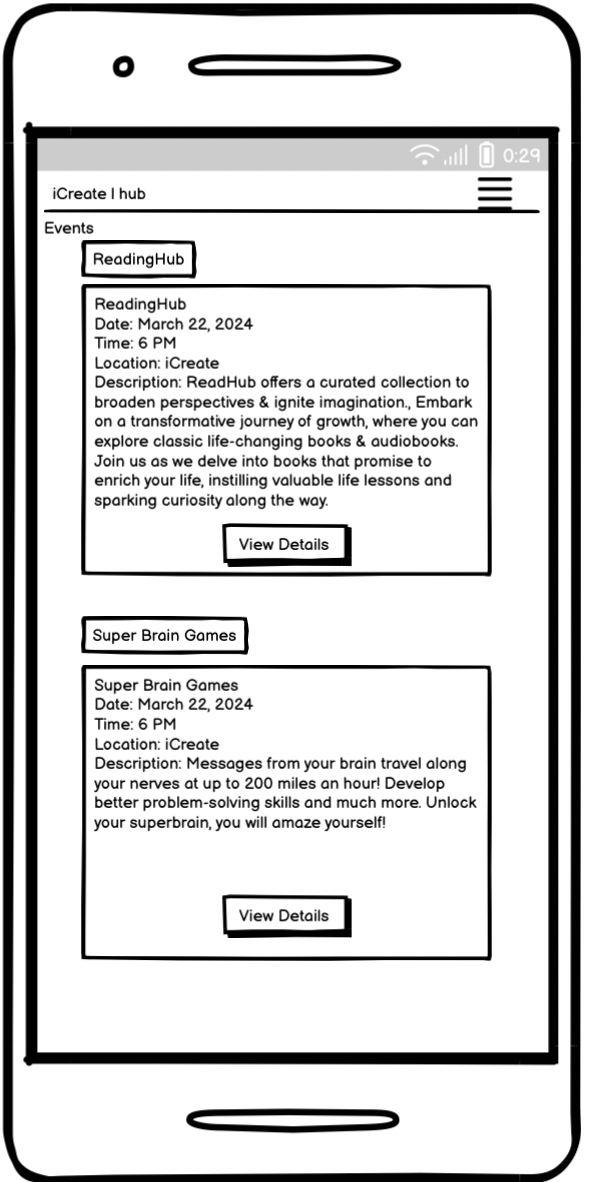 0:29
iCreate I hub
Events
ReadingHub
ReadingHub
Date: March 22, 2024
Time: 6 PM
Location: iCreate
Description: ReadHub offers a curated collection to
broaden perspectives & ignite imagination., Embark
on a transformative journey of growth, where you can
explore classic life-changing books & audiobooks.
Join us as we delve into books that promise to
enrich your life, instilling valuable life lessons and
sparking curiosity along the way.
View Details
Super Brain Games
Super Brain Games
Date: March 22, 2024
Time: 6 PM
Location: iCreate
Description: Messages from your brain travel along
your nerves at up to 200 miles an hour! Develop
better problem-solving skills and much more. Unlock
your superbrain, you will amaze yourself!
View Details